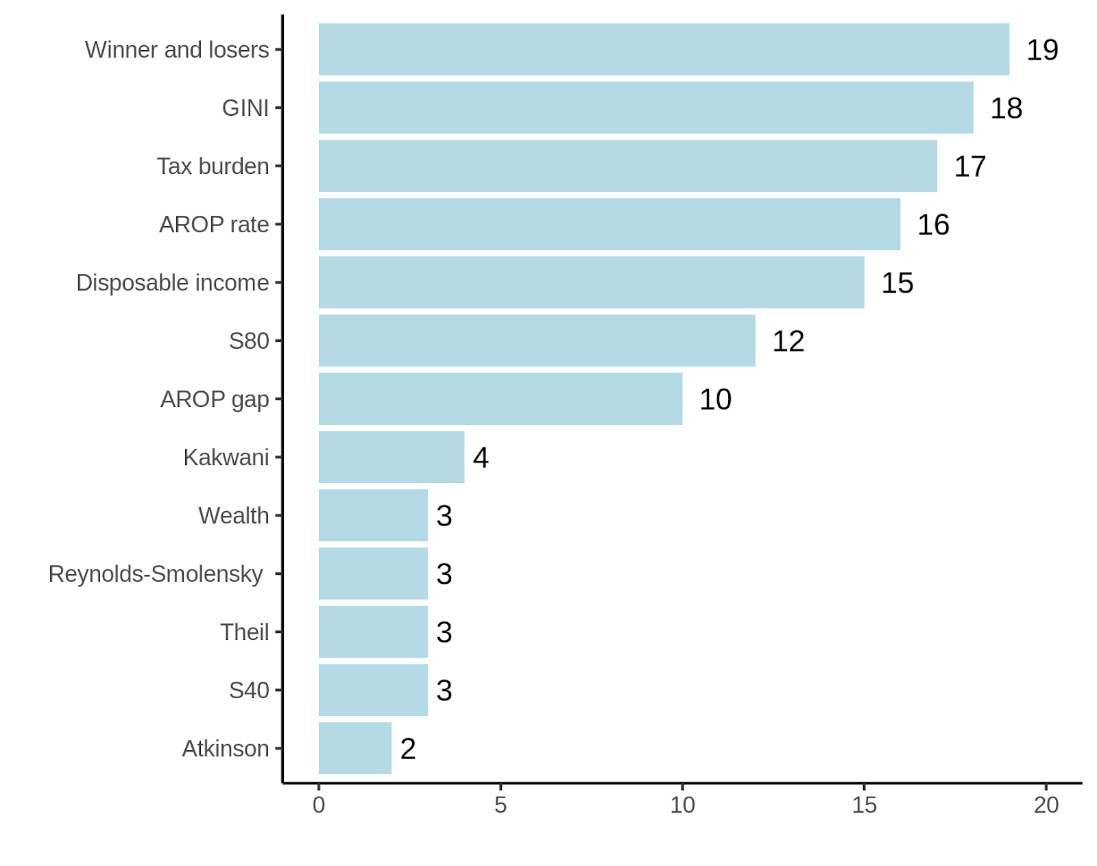 Winner and losers 19
GINI 18
Tax burden 17
AROP rate 16
Disposable income 15
S80 12
AROP gap 10
Kakwani 4
Wealth 3
Reynolds-Smolensky 3
Theil 3
S40 3
Atkinson 2
0 5 10 15 20